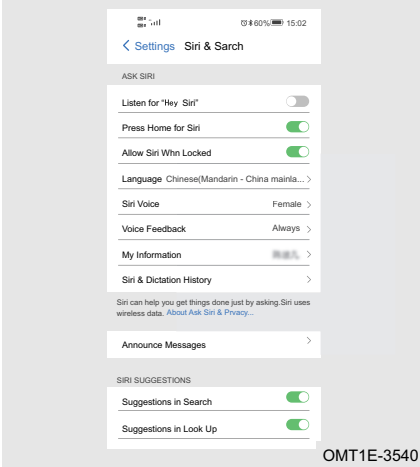 60% 15:02
Settings Siri & Sarch
ASK SIRI
Listen for "Hey Siri"
Press Home for Siri
Allow Siri Whn Locked
Language Chinese(Mandarin - China mainla...
Siri Voice Female
Voice Feedback Always
My Information
Siri & Dictation History
Siri can help you get things done just by asking.Siri uses
wireless data. About Ask Siri & Prvacy...
Announce Messages
SIRI SUGGESTIONS
Suggestions in Search
Suggestions in Look Up
OMT1E-3540